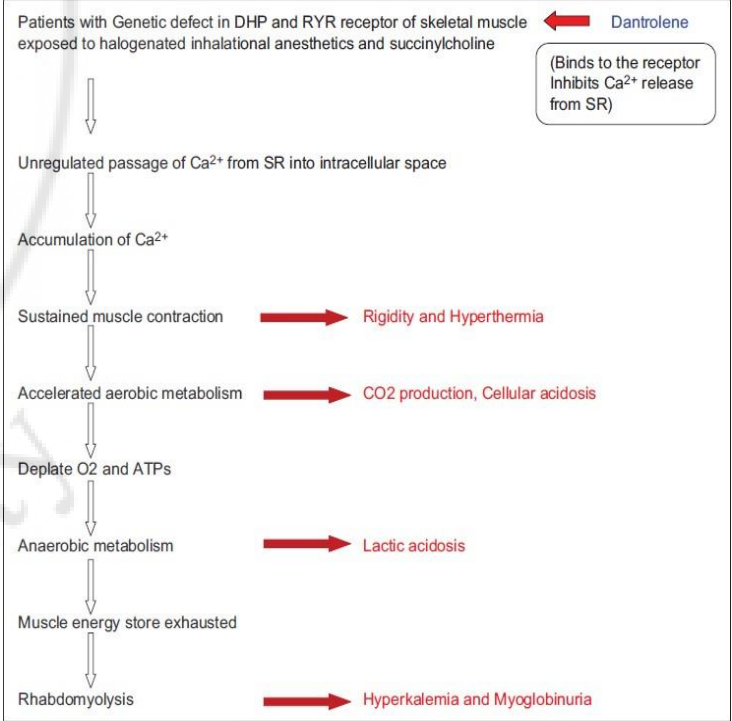 Patients with Genetic defect in DHP and RYR receptor of skeletal muscle
exposed to halogenated inhalational anesthetics and succinylcholine
Dantrolene
(Binds to the receptor
Inhibits Ca²⁺ release
from SR)
Unregulated passage of Ca²⁺ from SR into intracellular space
Accumulation of Ca²⁺
Sustained muscle contraction
Rigidity and Hyperthermia
Accelerated aerobic metabolism
CO2 production, Cellular acidosis
Deplate O2 and ATPs
Anaerobic metabolism
Lactic acidosis
Muscle energy store exhausted
Rhabdomyolysis
Hyperkalemia and Myoglobinuria